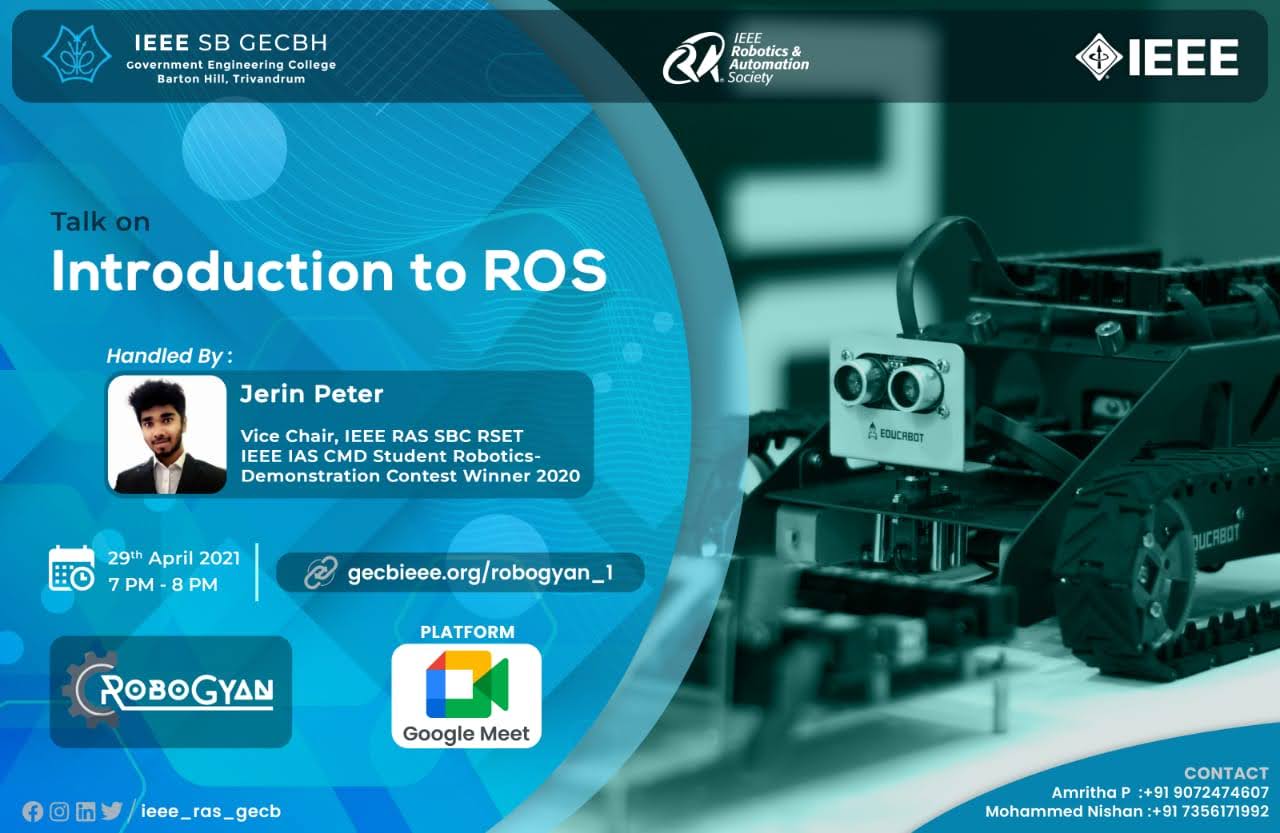 IEEE SB GECBH
Government Engineering College
Barton Hill, Trivandrum
IEEE
Robotics &
Automation
Society
IEEE
Talk on
Introduction to ROS
Handled By :
Jerin Peter
Vice Chair, IEEE RAS SBC RSET
IEEE IAS CMD Student Robotics-
Demonstration Contest Winner 2020
29th April 2021
7 PM - 8 PM
gecbieee.org/robogyan_1
ROBOGYAN
PLATFORM
Google Meet
ieee_ras_gecb
EDUCABOT
DUCABOT
CONTACT
Amritha P :+91 9072474607
Mohammed Nishan :+91 7356171992